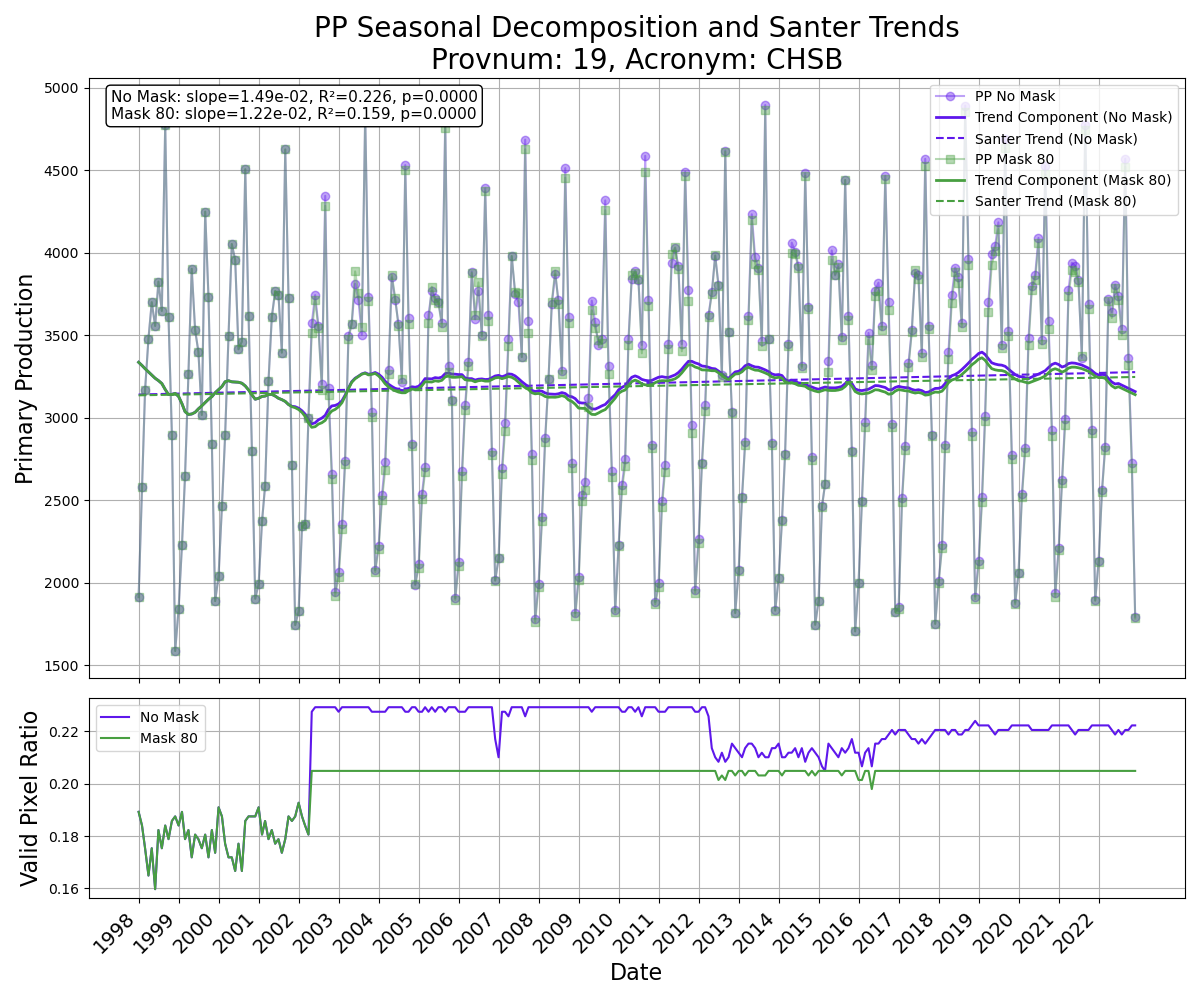 PP Seasonal Decomposition and Santer Trends
Provnum: 19, Acronym: CHSB
No Mask: slope=1.49e-02, R²=0.226, p=0.0000
Mask 80: slope=1.22e-02, R²=0.159, p=0.0000
PP No Mask
Trend Component (No Mask)
Santer Trend (No Mask)
PP Mask 80
Trend Component (Mask 80)
Santer Trend (Mask 80)
Primary Production
5000
4500
4000
3500
3000
2500
2000
1500
No Mask
Mask 80
Valid Pixel Ratio
0.22
0.20
0.18
0.16
1998
1999
2000
2001
2002
2003
2004
2005
2006
2007
2008
2009
2010
2011
2012
2013
2014
2015
2016
2017
2018
2019
2020
2021
2022
Date